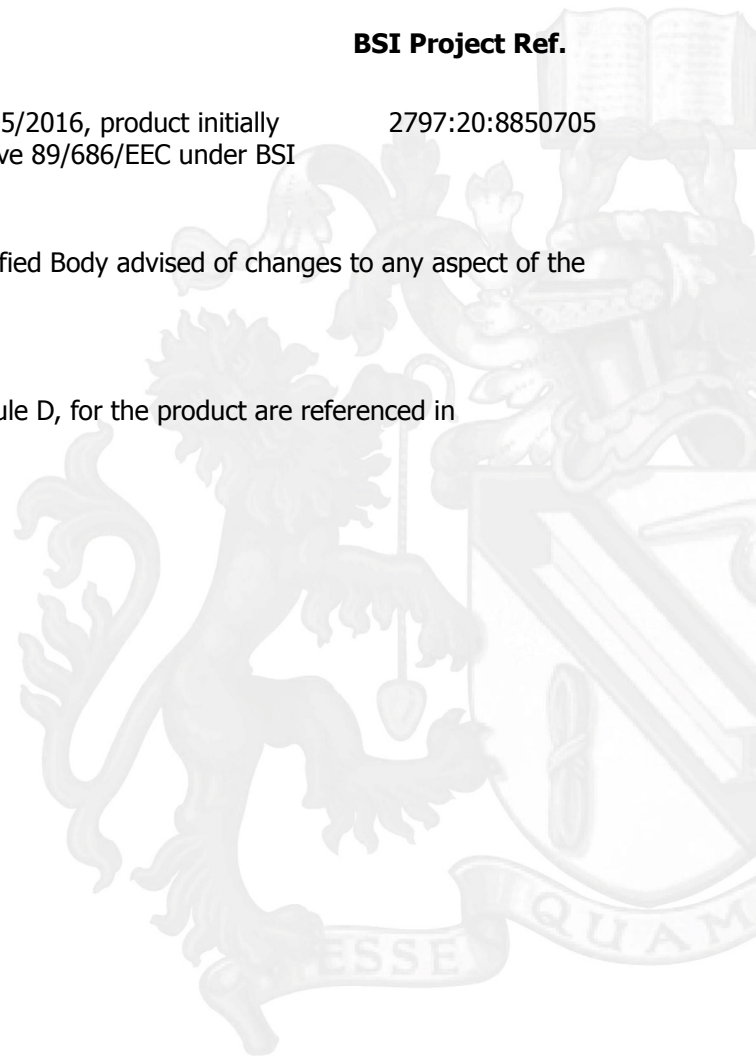 BSI Project Ref.
5/2016, product initially 2797:20:8850705
ve 89/686/EEC under BSI
fied Body advised of changes to any aspect of the
ule D, for the product are referenced in
ESSE QUAM